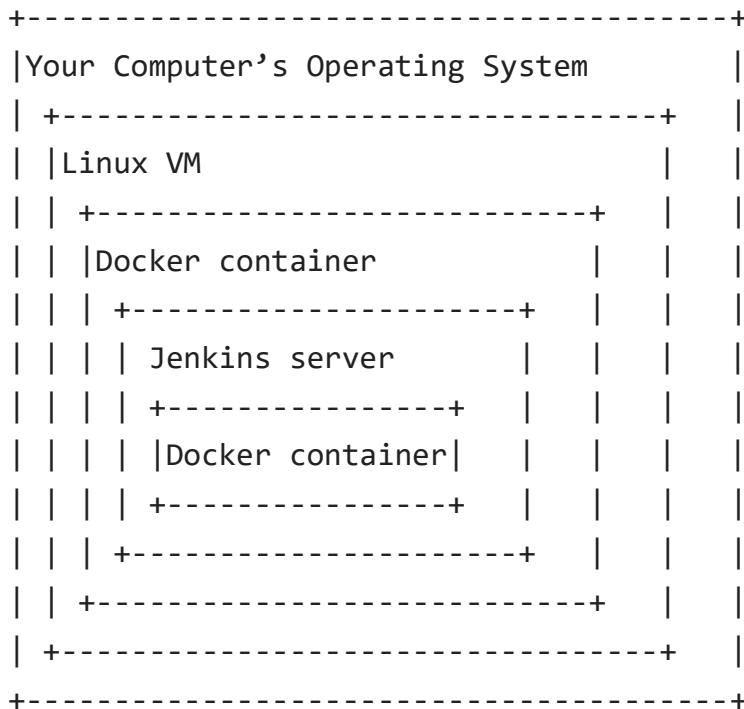 Your Computer’s Operating System
Linux VM
Docker container
Jenkins server
Docker container